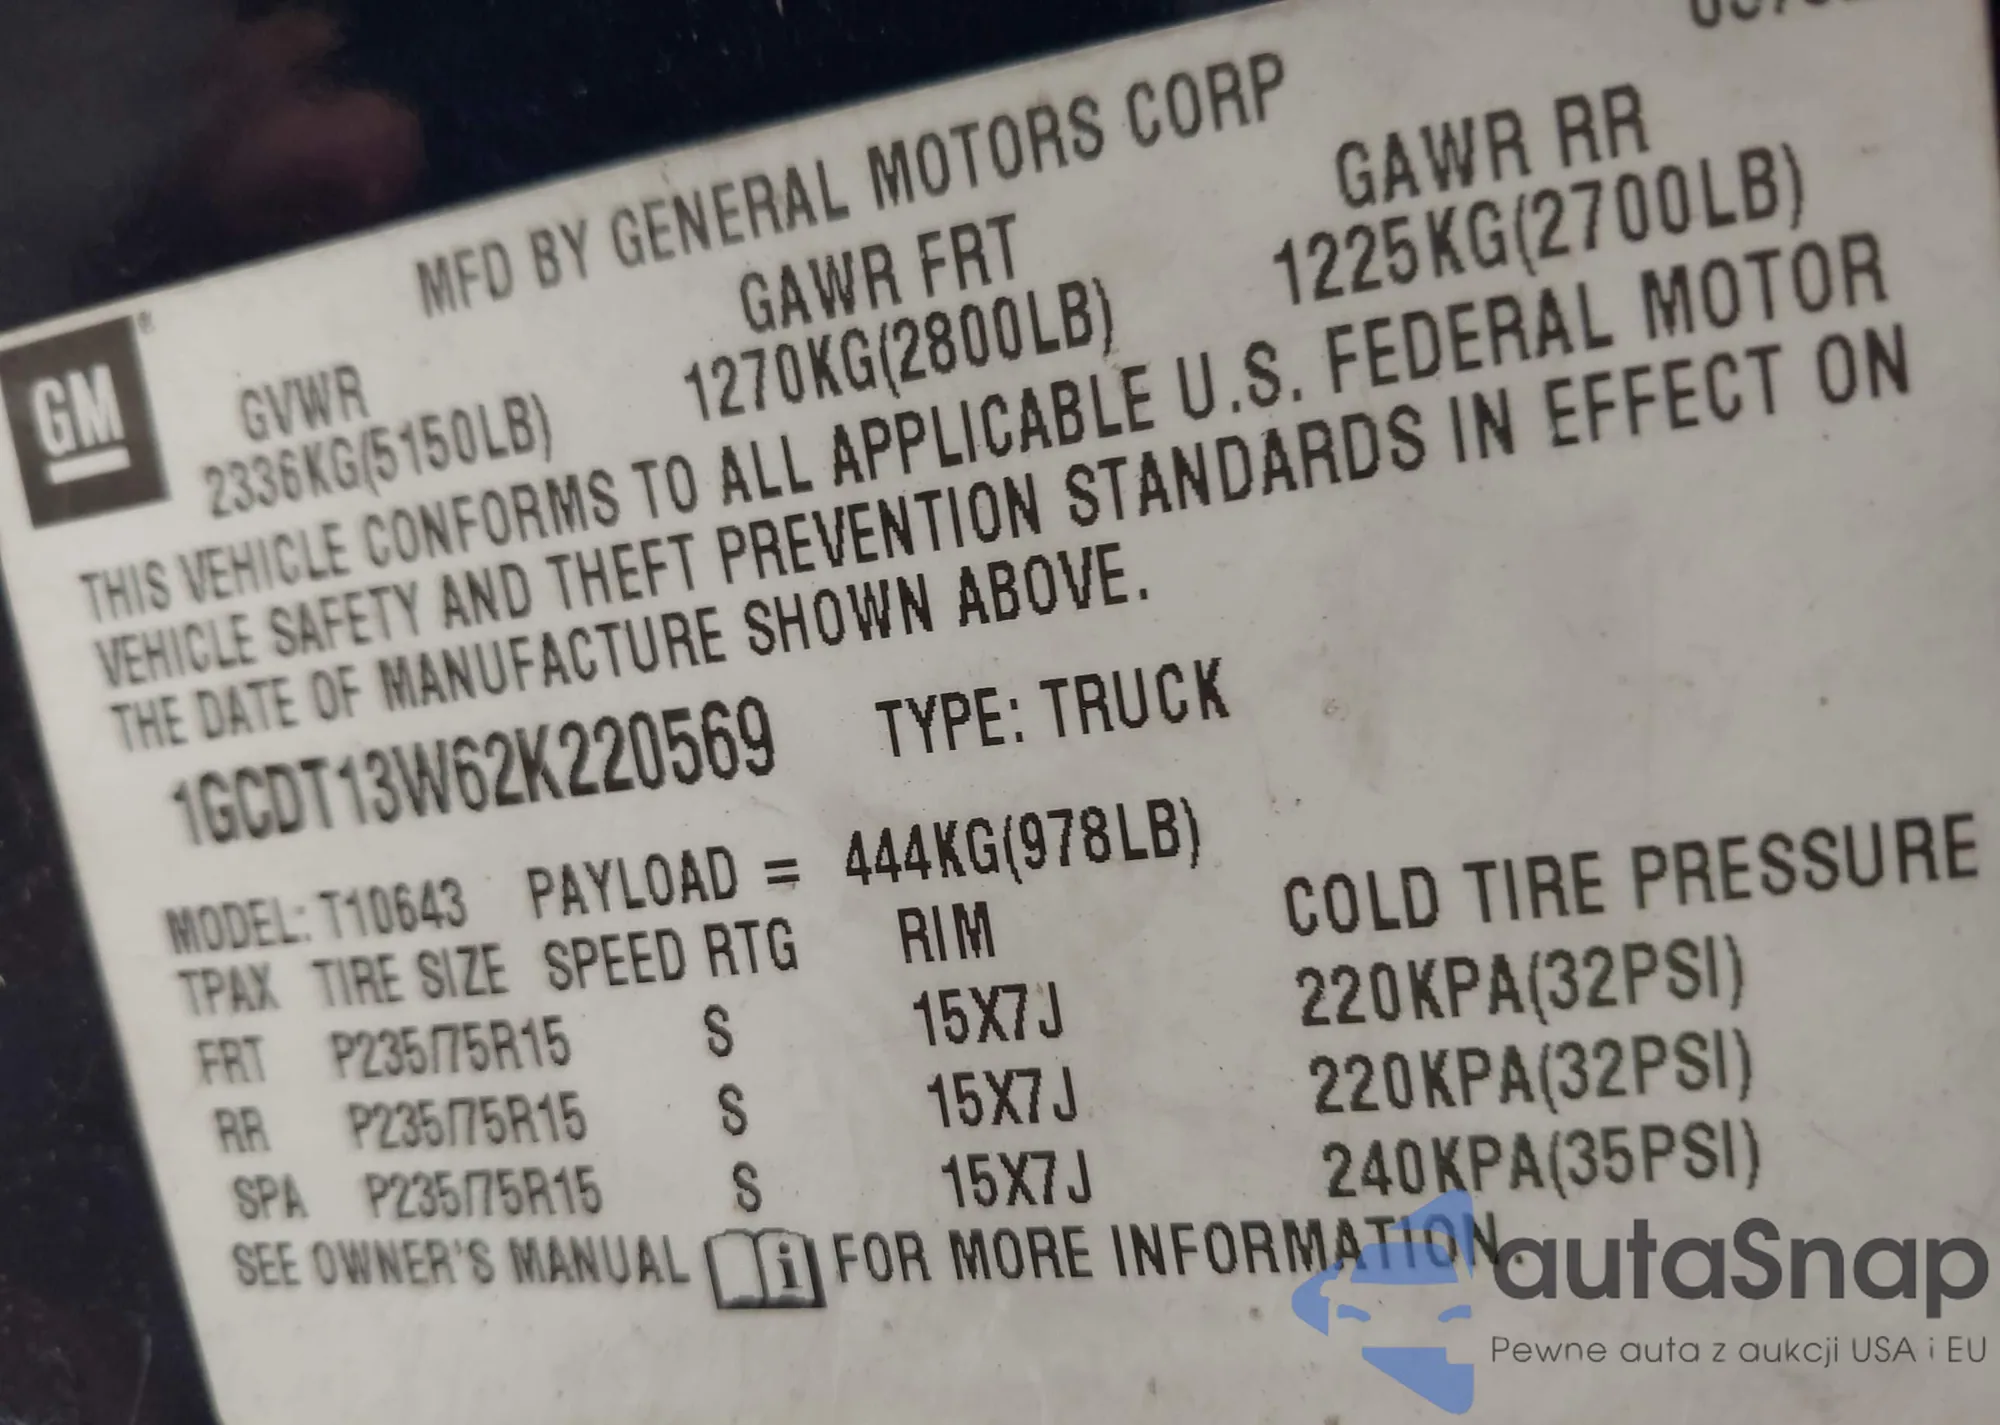 MFD BY GENERAL MOTORS CORP
GVWR GAWR FRT GAWR RR
2336KG(5150LB) 1270KG(2800LB) 1225KG(2700LB)
GM
THIS VEHICLE CONFORMS TO ALL APPLICABLE U.S. FEDERAL MOTOR
VEHICLE SAFETY AND THEFT PREVENTION STANDARDS IN EFFECT ON
THE DATE OF MANUFACTURE SHOWN ABOVE.
1GCDT13W62K220569 TYPE: TRUCK
MODEL: T10643 PAYLOAD = 444KG(978LB)
TPAX TIRE SIZE SPEED RTG RIM COLD TIRE PRESSURE
FRT P235/75R15 S 15X7J 220KPA(32PSI)
RR P235/75R15 S 15X7J 220KPA(32PSI)
SPA P235/75R15 S 15X7J 240KPA(35PSI)
SEE OWNER'S MANUAL i FOR MORE INFORMATION.
autaSnap
Pewne auta z aukcji USA i EU